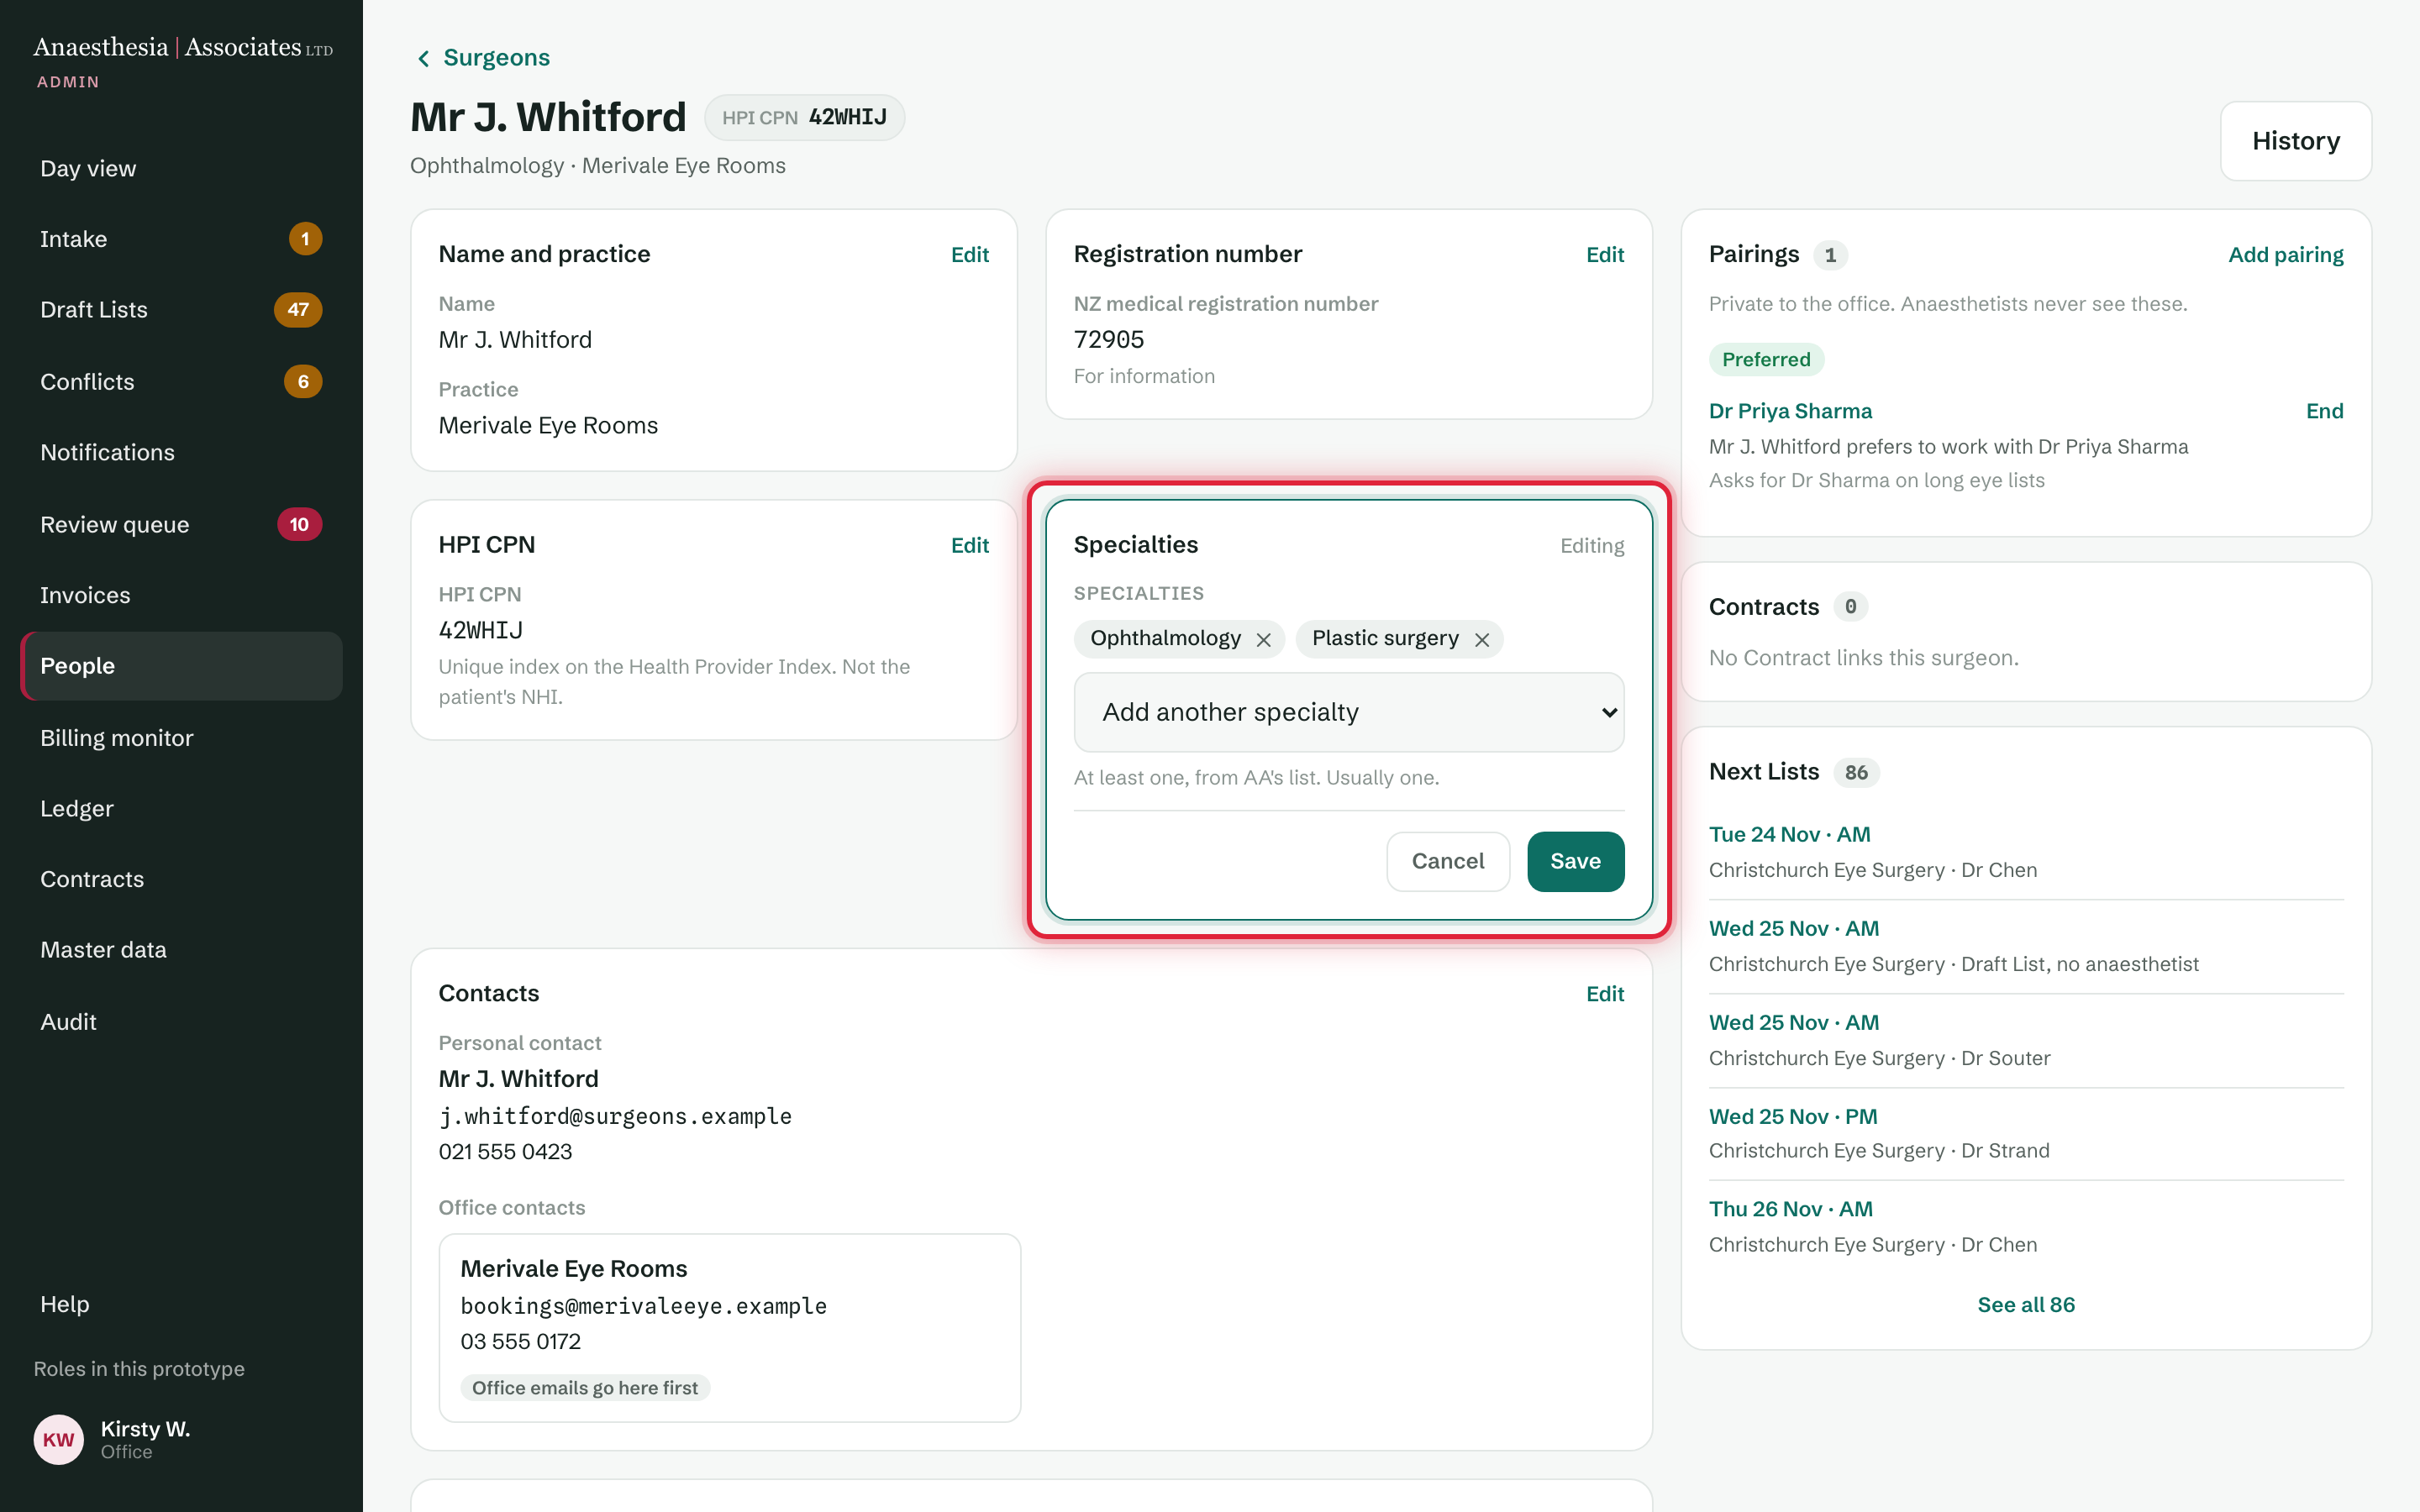 Anaesthesia | Associates LTD
ADMIN
Day view
Intake 1
Draft Lists 47
Conflicts 6
Notifications
Review queue 10
Invoices
People
Billing monitor
Ledger
Contracts
Master data
Audit
Help
Roles in this prototype
KW
Kirsty W.
Office
Surgeons
Mr J. Whitford HPI CPN 42WHIJ
Ophthalmology · Merivale Eye Rooms
History
Name and practice Edit
Name
Mr J. Whitford
Practice
Merivale Eye Rooms
Registration number Edit
NZ medical registration number
72905
For information
HPI CPN Edit
HPI CPN
42WHIJ
Unique index on the Health Provider Index. Not the
patient's NHI.
Specialties Editing
SPECIALTIES
Ophthalmology Plastic surgery
Add another specialty
At least one, from AA's list. Usually one.
Cancel Save
Contacts Edit
Personal contact
Mr J. Whitford
j.whitford@surgeons.example
021 555 0423
Office contacts
Merivale Eye Rooms
bookings@merivaleeye.example
03 555 0172
Office emails go here first
Pairings 1 Add pairing
Private to the office. Anaesthetists never see these.
Preferred
Dr Priya Sharma End
Mr J. Whitford prefers to work with Dr Priya Sharma
Asks for Dr Sharma on long eye lists
Contracts 0
No Contract links this surgeon.
Next Lists 86
Tue 24 Nov · AM
Christchurch Eye Surgery · Dr Chen
Wed 25 Nov · AM
Christchurch Eye Surgery · Draft List, no anaesthetist
Wed 25 Nov · AM
Christchurch Eye Surgery · Dr Souter
Wed 25 Nov · PM
Christchurch Eye Surgery · Dr Strand
Thu 26 Nov · AM
Christchurch Eye Surgery · Dr Chen
See all 86